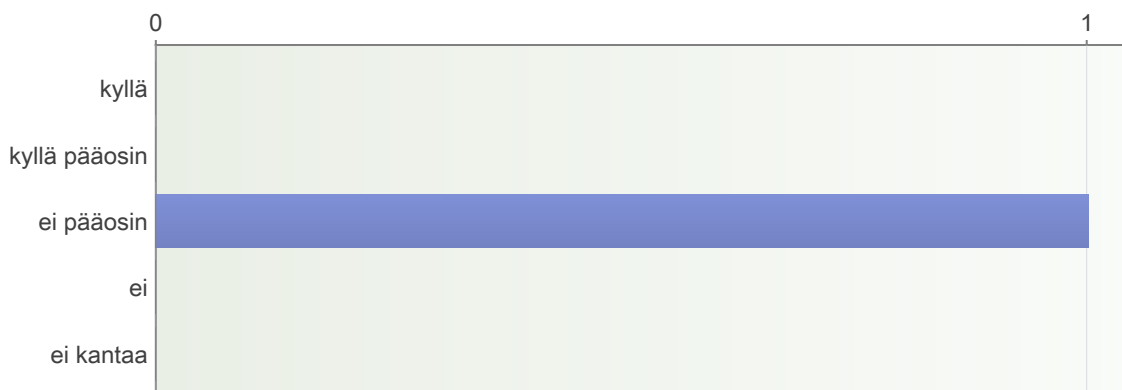 0 1
kyllä
kyllä pääosin
ei pääosin
ei
ei kantaa